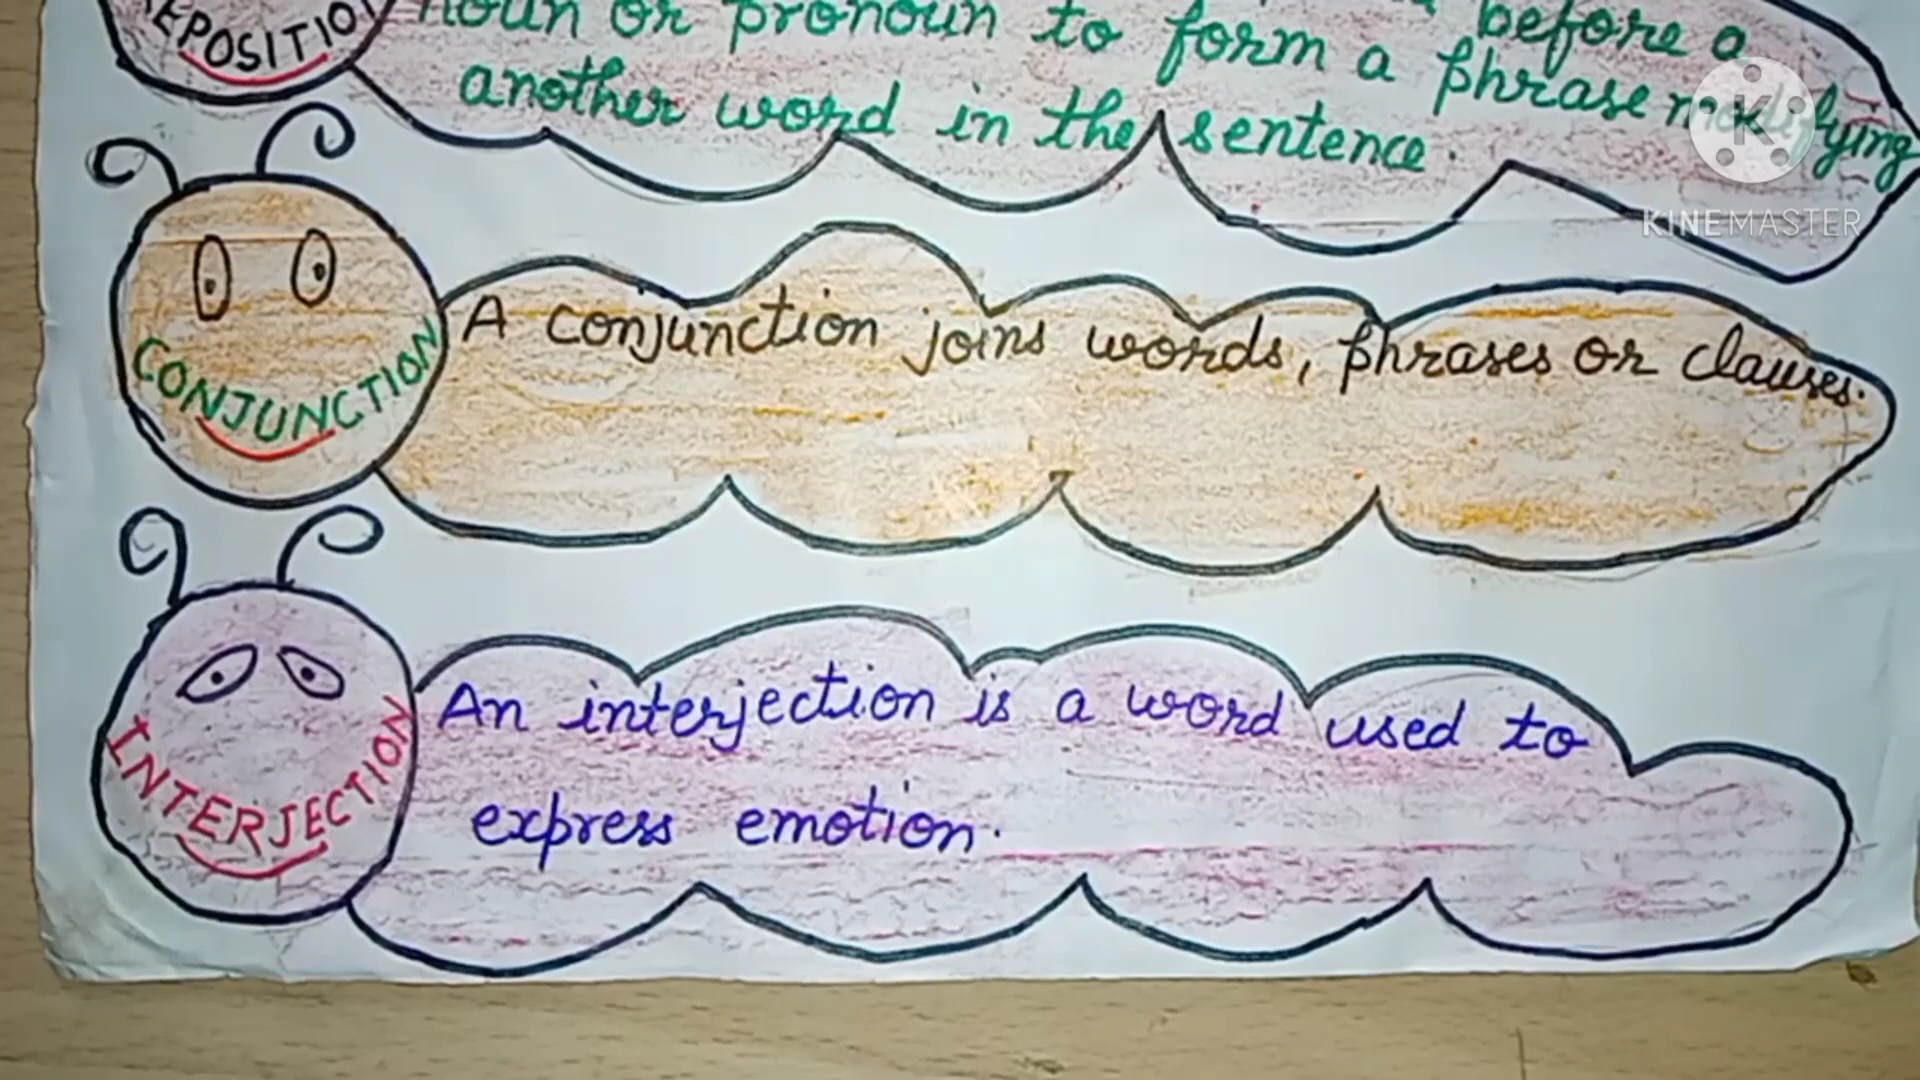 noun or pronoun to form a phrase modifying
before a
another word in the sentence.
KINEMASTER
CONJUNCTION
A conjunction joins words, phrases or clauses.
INTERJECTION
An interjection is a word used to
express emotion.